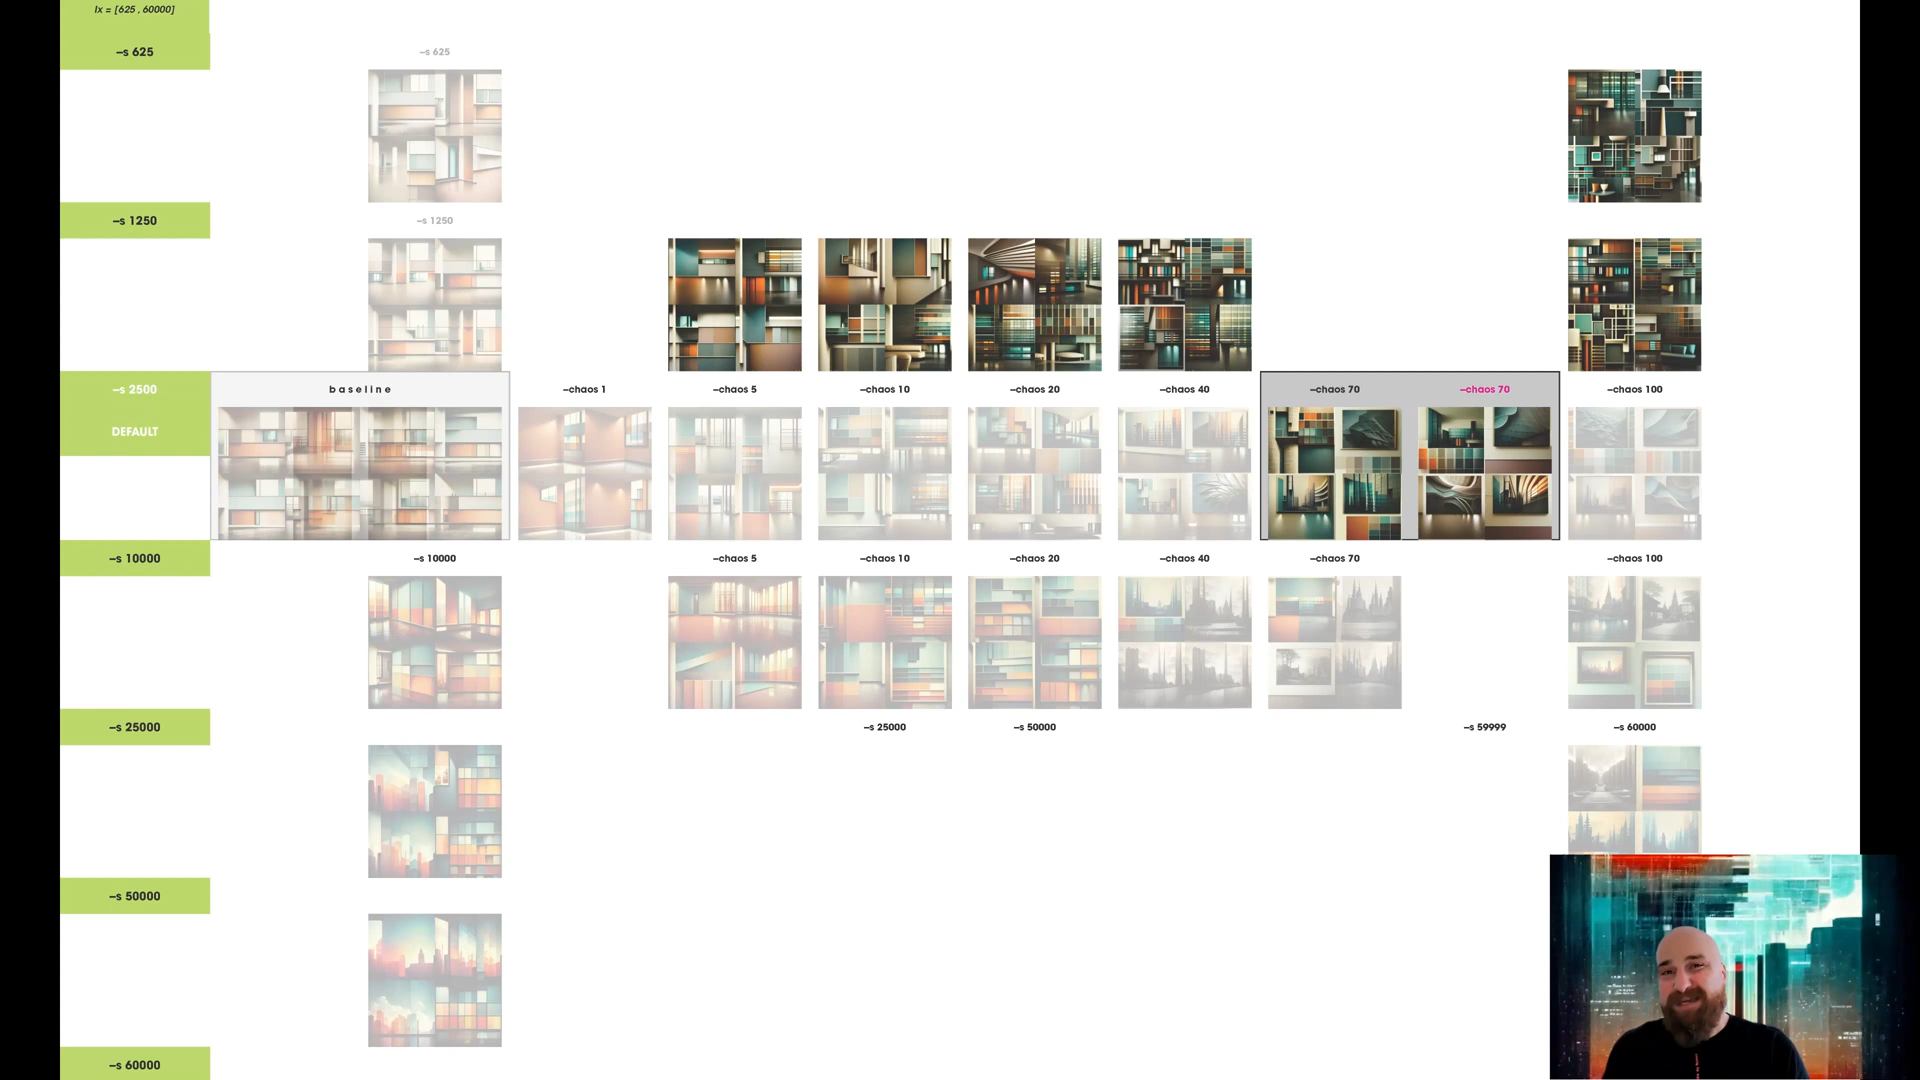 Ix = [625 , 60000]
–s 625
–s 625
–s 1250
–s 1250
–s 2500
baseline
–chaos 1
–chaos 5
–chaos 10
–chaos 20
–chaos 40
–chaos 70
–chaos 70
–chaos 100
DEFAULT
–s 10000
–s 10000
–chaos 5
–chaos 10
–chaos 20
–chaos 40
–chaos 70
–chaos 100
–s 25000
–s 25000
–s 50000
–s 59999
–s 60000
–s 50000
–s 60000